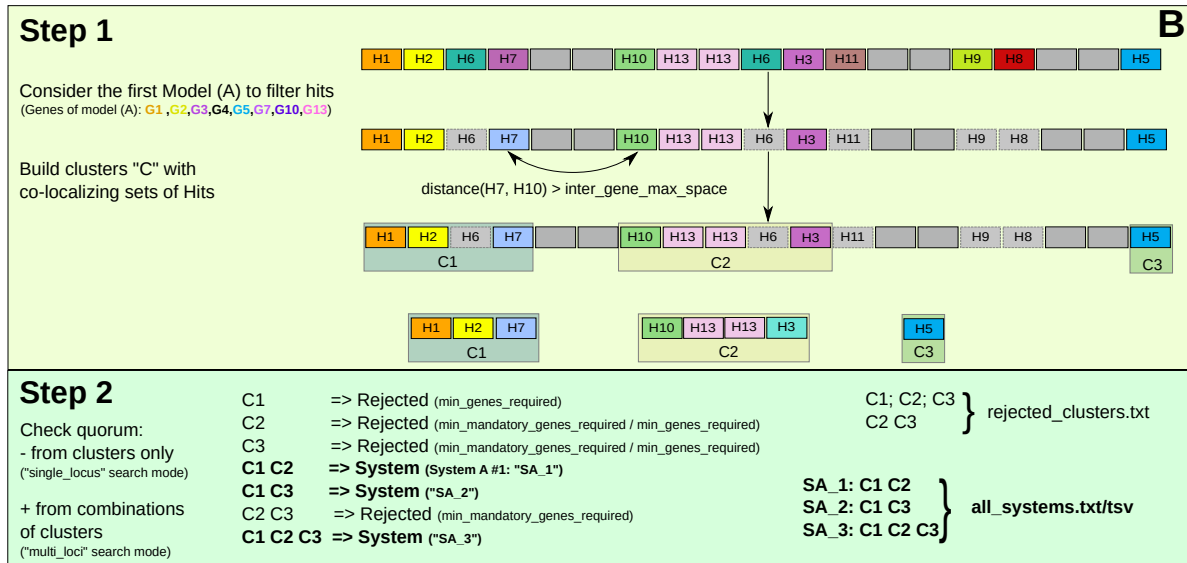 Step 1
B
H1 H2 H6 H7 H10 H13 H13 H6 H3 H11 H9 H8 H5
Consider the first Model (A) to filter hits
(Genes of model (A): G1 ,G2,G3,G4,G5,G7,G10,G13)
H1 H2 H6 H7 H10 H13 H13 H6 H3 H11 H9 H8 H5
Build clusters "C" with
co-localizing sets of Hits
distance(H7, H10) > inter_gene_max_space
H1 H2 H6 H7 H10 H13 H13 H6 H3 H11 H9 H8 H5
C1 C2 C3
H1 H2 H7 H10 H13 H13 H3 H5
C1 C2 C3
Step 2
Check quorum:
- from clusters only
("single_locus" search mode)
+ from combinations
of clusters
("multi_loci" search mode)
C1 => Rejected (min_genes_required)
C2 => Rejected (min_mandatory_genes_required / min_genes_required)
C3 => Rejected (min_mandatory_genes_required / min_genes_required)
C1 C2 => System (System A #1: "SA_1")
C1 C3 => System ("SA_2")
C2 C3 => Rejected (min_mandatory_genes_required)
C1 C2 C3 => System ("SA_3")
C1; C2; C3
C2 C3
} rejected_clusters.txt
SA_1: C1 C2
SA_2: C1 C3
SA_3: C1 C2 C3
} all_systems.txt/tsv